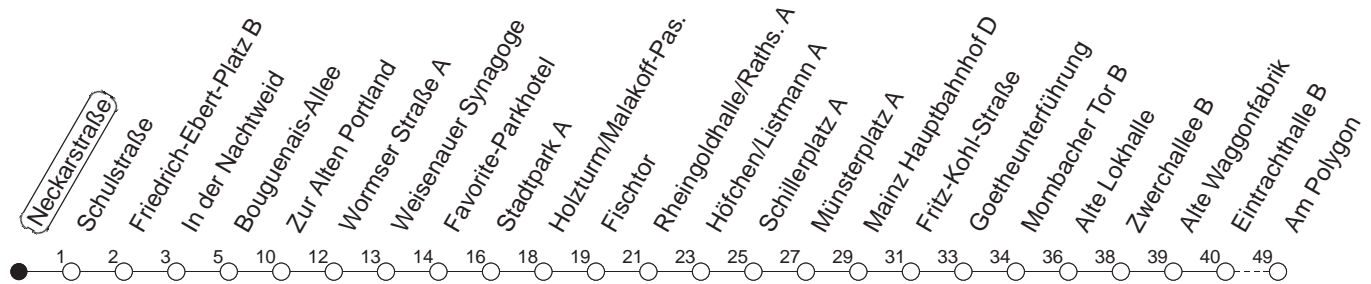 Neckarstraße
Schulstraße
Friedrich-Ebert-Platz B
In der Nachtweid
Bouguenais-Allee
Zur Alten Portland
Wormser Straße A
Weisenauer Synagoge
Favorite-Parkhotel
Stadtpark A
Holzturm/Malakoff-Pas.
Fischtor
Rheingoldhalle/Raths. A
Höfchen/Listmann A
Schillerplatz A
Münsterplatz A
Mainz Hauptbahnhof D
Fritz-Kohl-Straße
Goetheunterführung
Mombacher Tor B
Alte Lokhalle
Zwerchallee B
Alte Waggonfabrik
Eintrachthalle B
Am Polygon
1 2 3 5 10 12 13 14 16 18 19 21 23 25 27 29 31 33 34 36 38 39 40 49